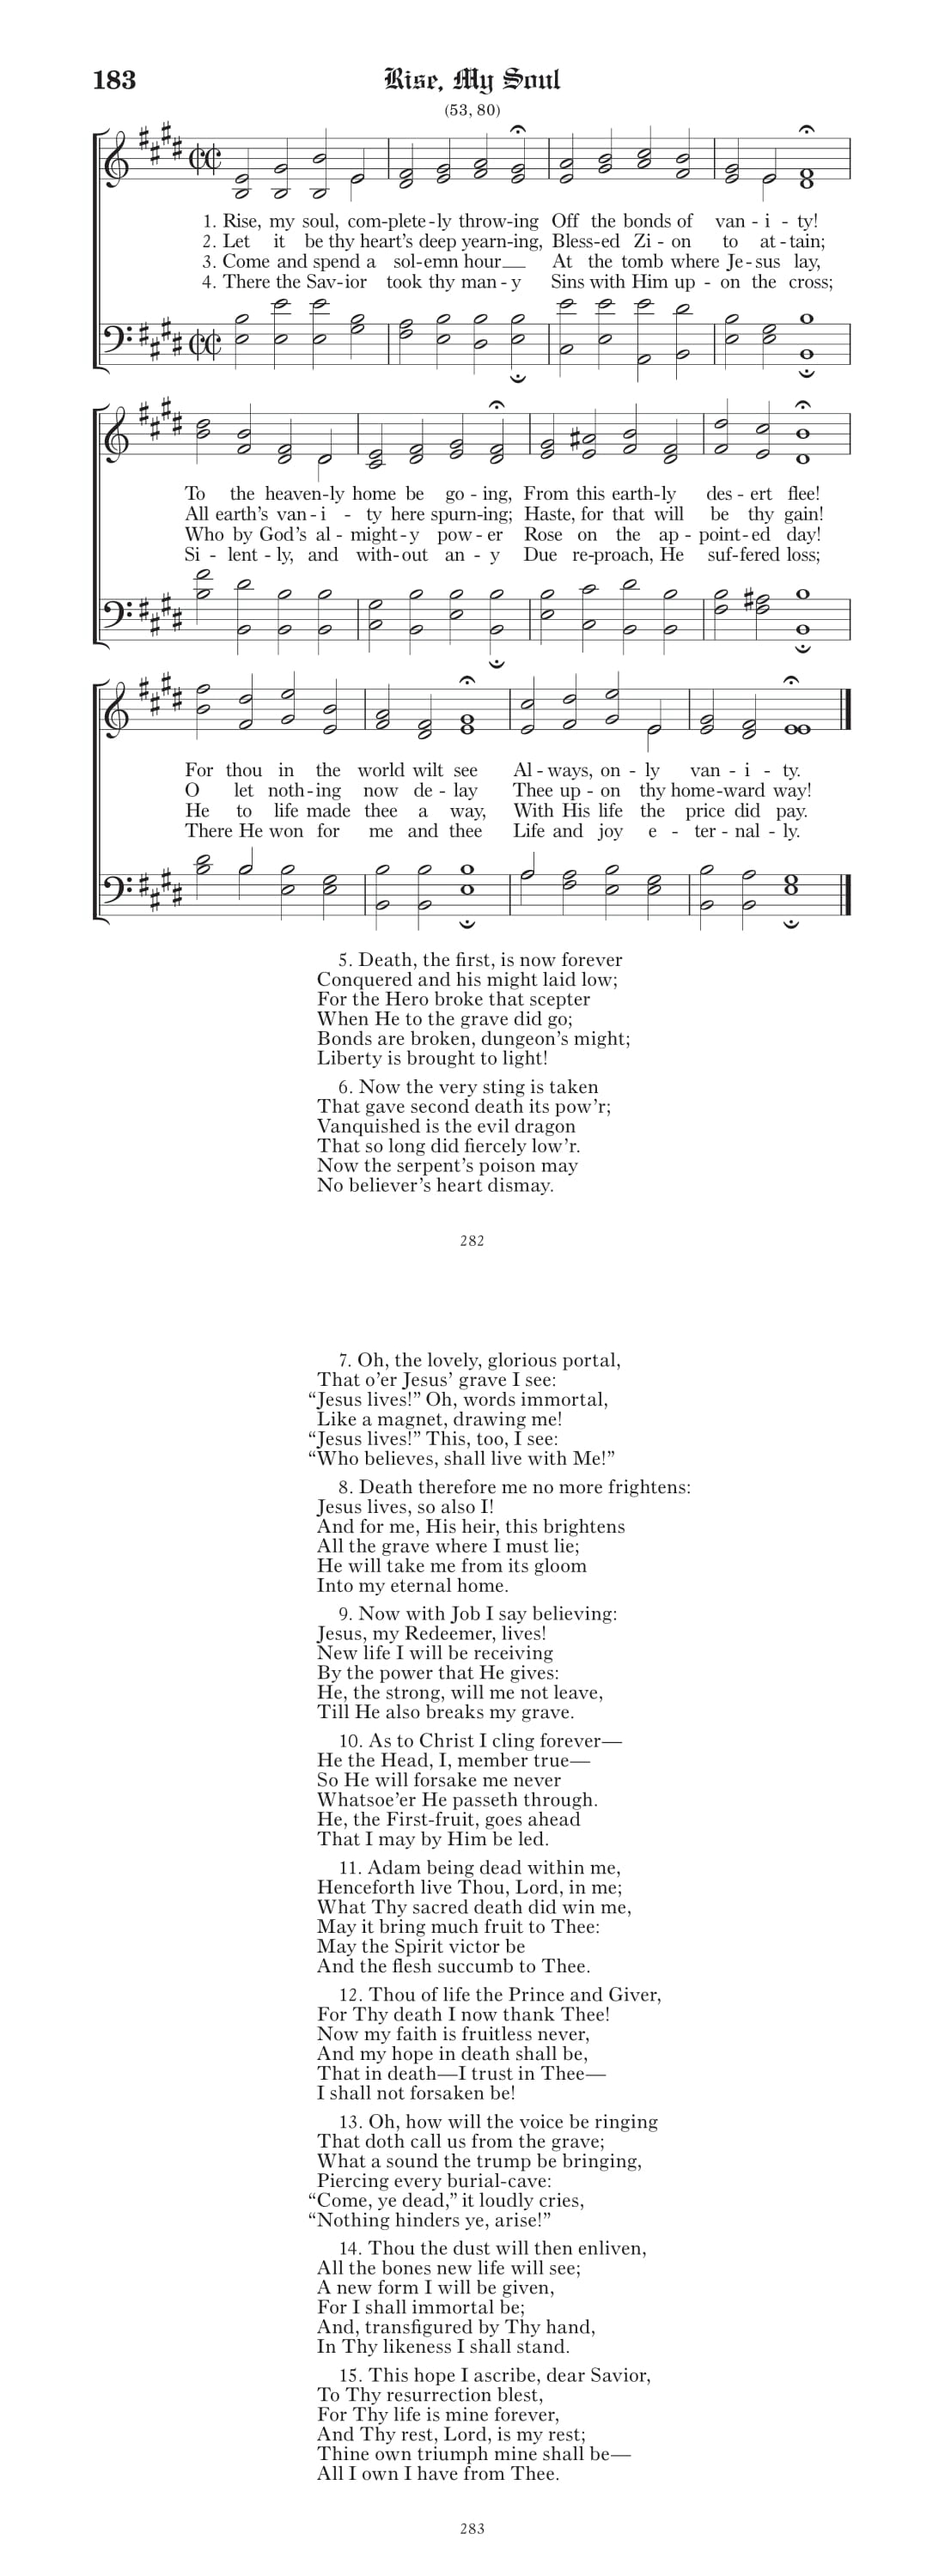 183
Rise, My Soul
(53, 80)
1. Rise, my soul, com-plete-ly throw-ing Off the bonds of van - i - ty!
2. Let it be thy heart's deep yearn-ing, Bless-ed Zi - on to at - tain;
3. Come and spend a sol-emn hour At the tomb where Je-sus lay,
4. There the Sav-ior took thy man - y Sins with Him up - on the cross;
To the heaven-ly home be go - ing, From this earth-ly des - ert flee!
All earth's van - i - ty here spurn-ing; Haste, for that will be thy gain!
Who by God's al - might-y pow - er Rose on the ap - point-ed day!
Si - lent - ly, and with-out an - y Due re-proach, He suf-fered loss;
For thou in the world wilt see Al - ways, on - ly van - i - ty.
O let noth-ing now de - lay Thee up - on thy home-ward way!
He to life made thee a way, With His life the price did pay.
There He won for me and thee Life and joy e - ter - nal - ly.
5. Death, the first, is now forever
Conquered and his might laid low;
For the Hero broke that scepter
When He to the grave did go;
Bonds are broken, dungeon's might;
Liberty is brought to light!
6. Now the very sting is taken
That gave second death its pow'r;
Vanquished is the evil dragon
That so long did fiercely low'r.
Now the serpent's poison may
No believer's heart dismay.
282
7. Oh, the lovely, glorious portal,
That o'er Jesus' grave I see:
“Jesus lives!” Oh, words immortal,
Like a magnet, drawing me!
“Jesus lives!” This, too, I see:
“Who believes, shall live with Me!”
8. Death therefore me no more frightens:
Jesus lives, so also I!
And for me, His heir, this brightens
All the grave where I must lie;
He will take me from its gloom
Into my eternal home.
9. Now with Job I say believing:
Jesus, my Redeemer, lives!
New life I will be receiving
By the power that He gives:
He, the strong, will me not leave,
Till He also breaks my grave.
10. As to Christ I cling forever—
He the Head, I, member true—
So He will forsake me never
Whatsoe'er He passeth through.
He, the First-fruit, goes ahead
That I may by Him be led.
11. Adam being dead within me,
Henceforth live Thou, Lord, in me;
What Thy sacred death did win me,
May it bring much fruit to Thee:
May the Spirit victor be
And the flesh succumb to Thee.
12. Thou of life the Prince and Giver,
For Thy death I now thank Thee!
Now my faith is fruitless never,
And my hope in death shall be,
That in death—I trust in Thee—
I shall not forsaken be!
13. Oh, how will the voice be ringing
That doth call us from the grave;
What a sound the trump be bringing,
Piercing every burial-cave:
“Come, ye dead,” it loudly cries,
“Nothing hinders ye, arise!”
14. Thou the dust will then enliven,
All the bones new life will see;
A new form I will be given,
For I shall immortal be;
And, transfigured by Thy hand,
In Thy likeness I shall stand.
15. This hope I ascribe, dear Savior,
To Thy resurrection blest,
For Thy life is mine forever,
And Thy rest, Lord, is my rest;
Thine own triumph mine shall be—
All I own I have from Thee.
283